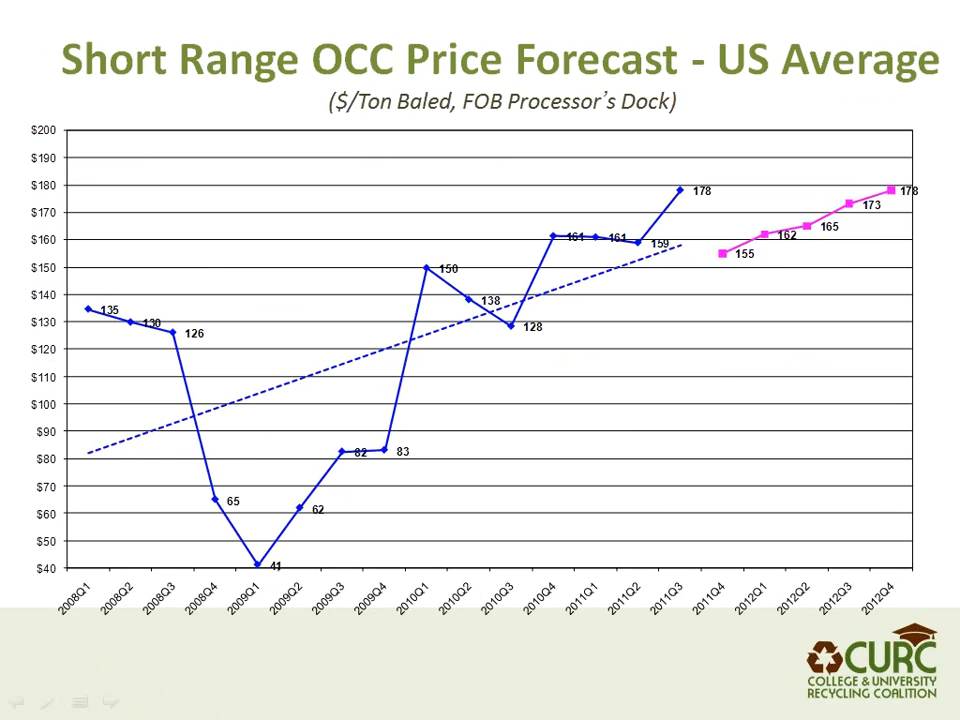 Short Range OCC Price Forecast - US Average
($/Ton Baled, FOB Processor’s Dock)
$200
$190
$180
$170
$160
$150
$140
$130
$120
$110
$100
$90
$80
$70
$60
$50
$40
135
130
126
65
41
62
82
83
150
138
128
161
161
159
178
155
162
165
173
178
2008Q1
2008Q2
2008Q3
2008Q4
2009Q1
2009Q2
2009Q3
2009Q4
2010Q1
2010Q2
2010Q3
2010Q4
2011Q1
2011Q2
2011Q3
2011Q4
2012Q1
2012Q2
2012Q3
2012Q4
CURC
COLLEGE & UNIVERSITY
RECYCLING COALITION